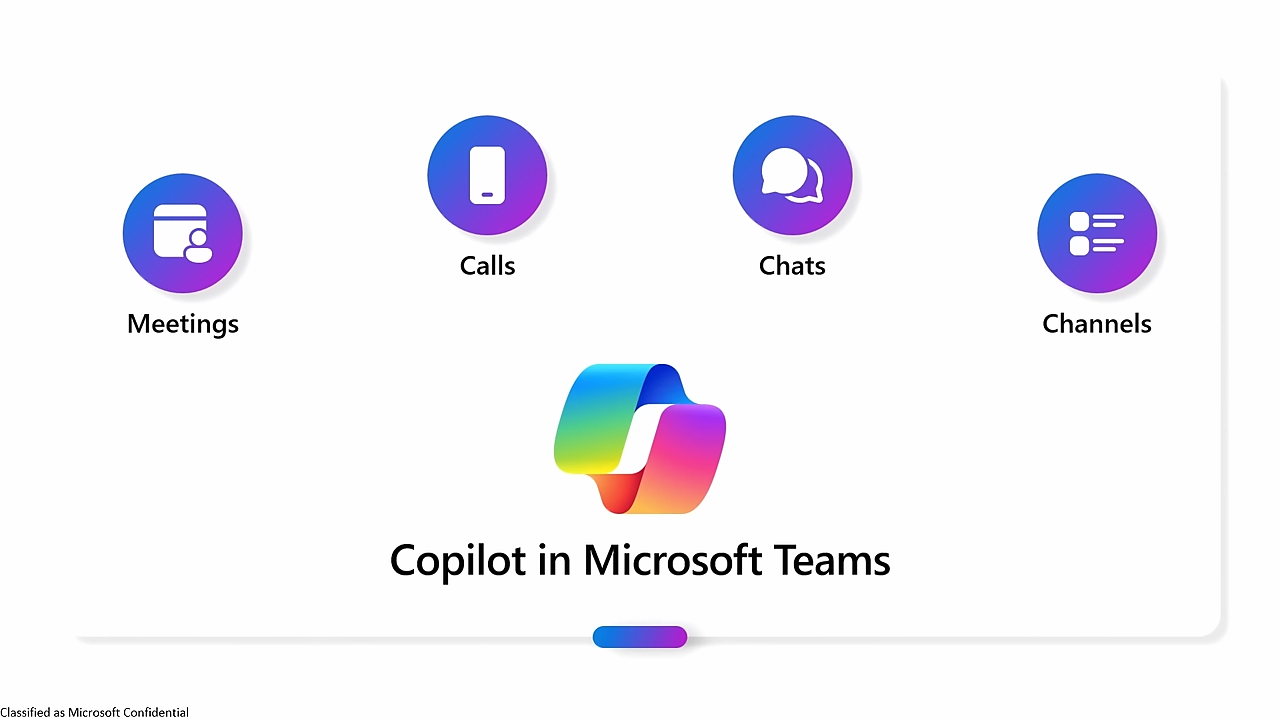 Calls
Chats
Meetings
Channels
Copilot in Microsoft Teams
Classified as Microsoft Confidential